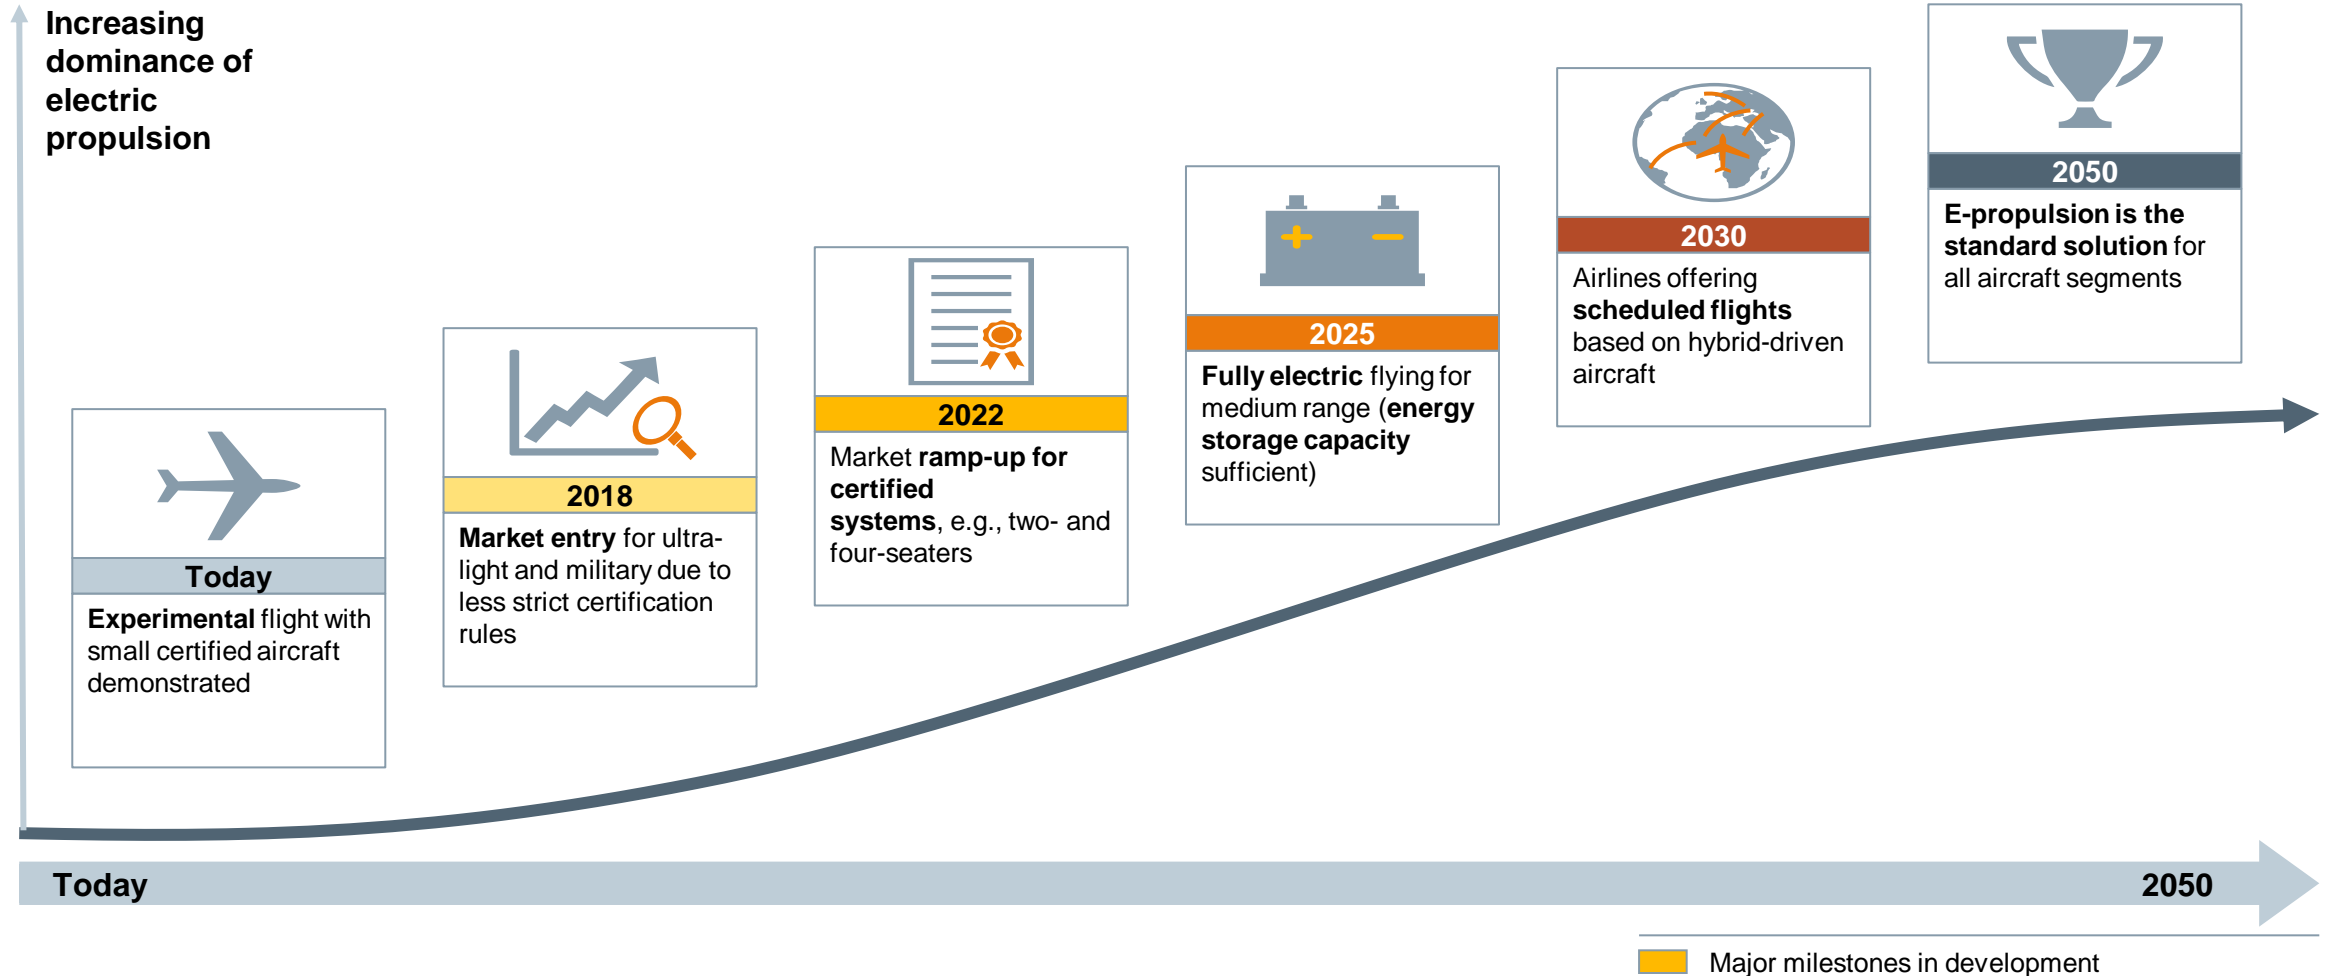 Increasing
dominance of
electric
propulsion
Today
Experimental flight with
small certified aircraft
demonstrated
2018
Market entry for ultra-
light and military due to
less strict certification
rules
2022
Market ramp-up for
certified
systems, e.g., two- and
four-seaters
2025
Fully electric flying for
medium range (energy
storage capacity
sufficient)
2030
Airlines offering
scheduled flights
based on hybrid-driven
aircraft
2050
E-propulsion is the
standard solution for
all aircraft segments
Today
2050
Major milestones in development